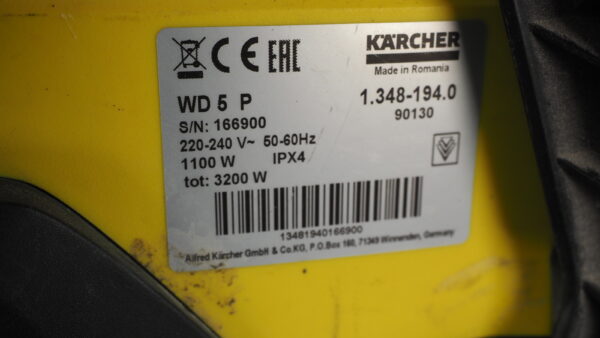 CE EAC KÄRCHER
Made in Romania
WD 5 P 1.348-194.0
S/N: 166900 90130
220-240 V~ 50-60Hz
1100 W IPX4
tot: 3200 W
13481940166900
Alfred Kärcher GmbH & Co.KG, P.O.Box 160, 71349 Winnenden, Germany